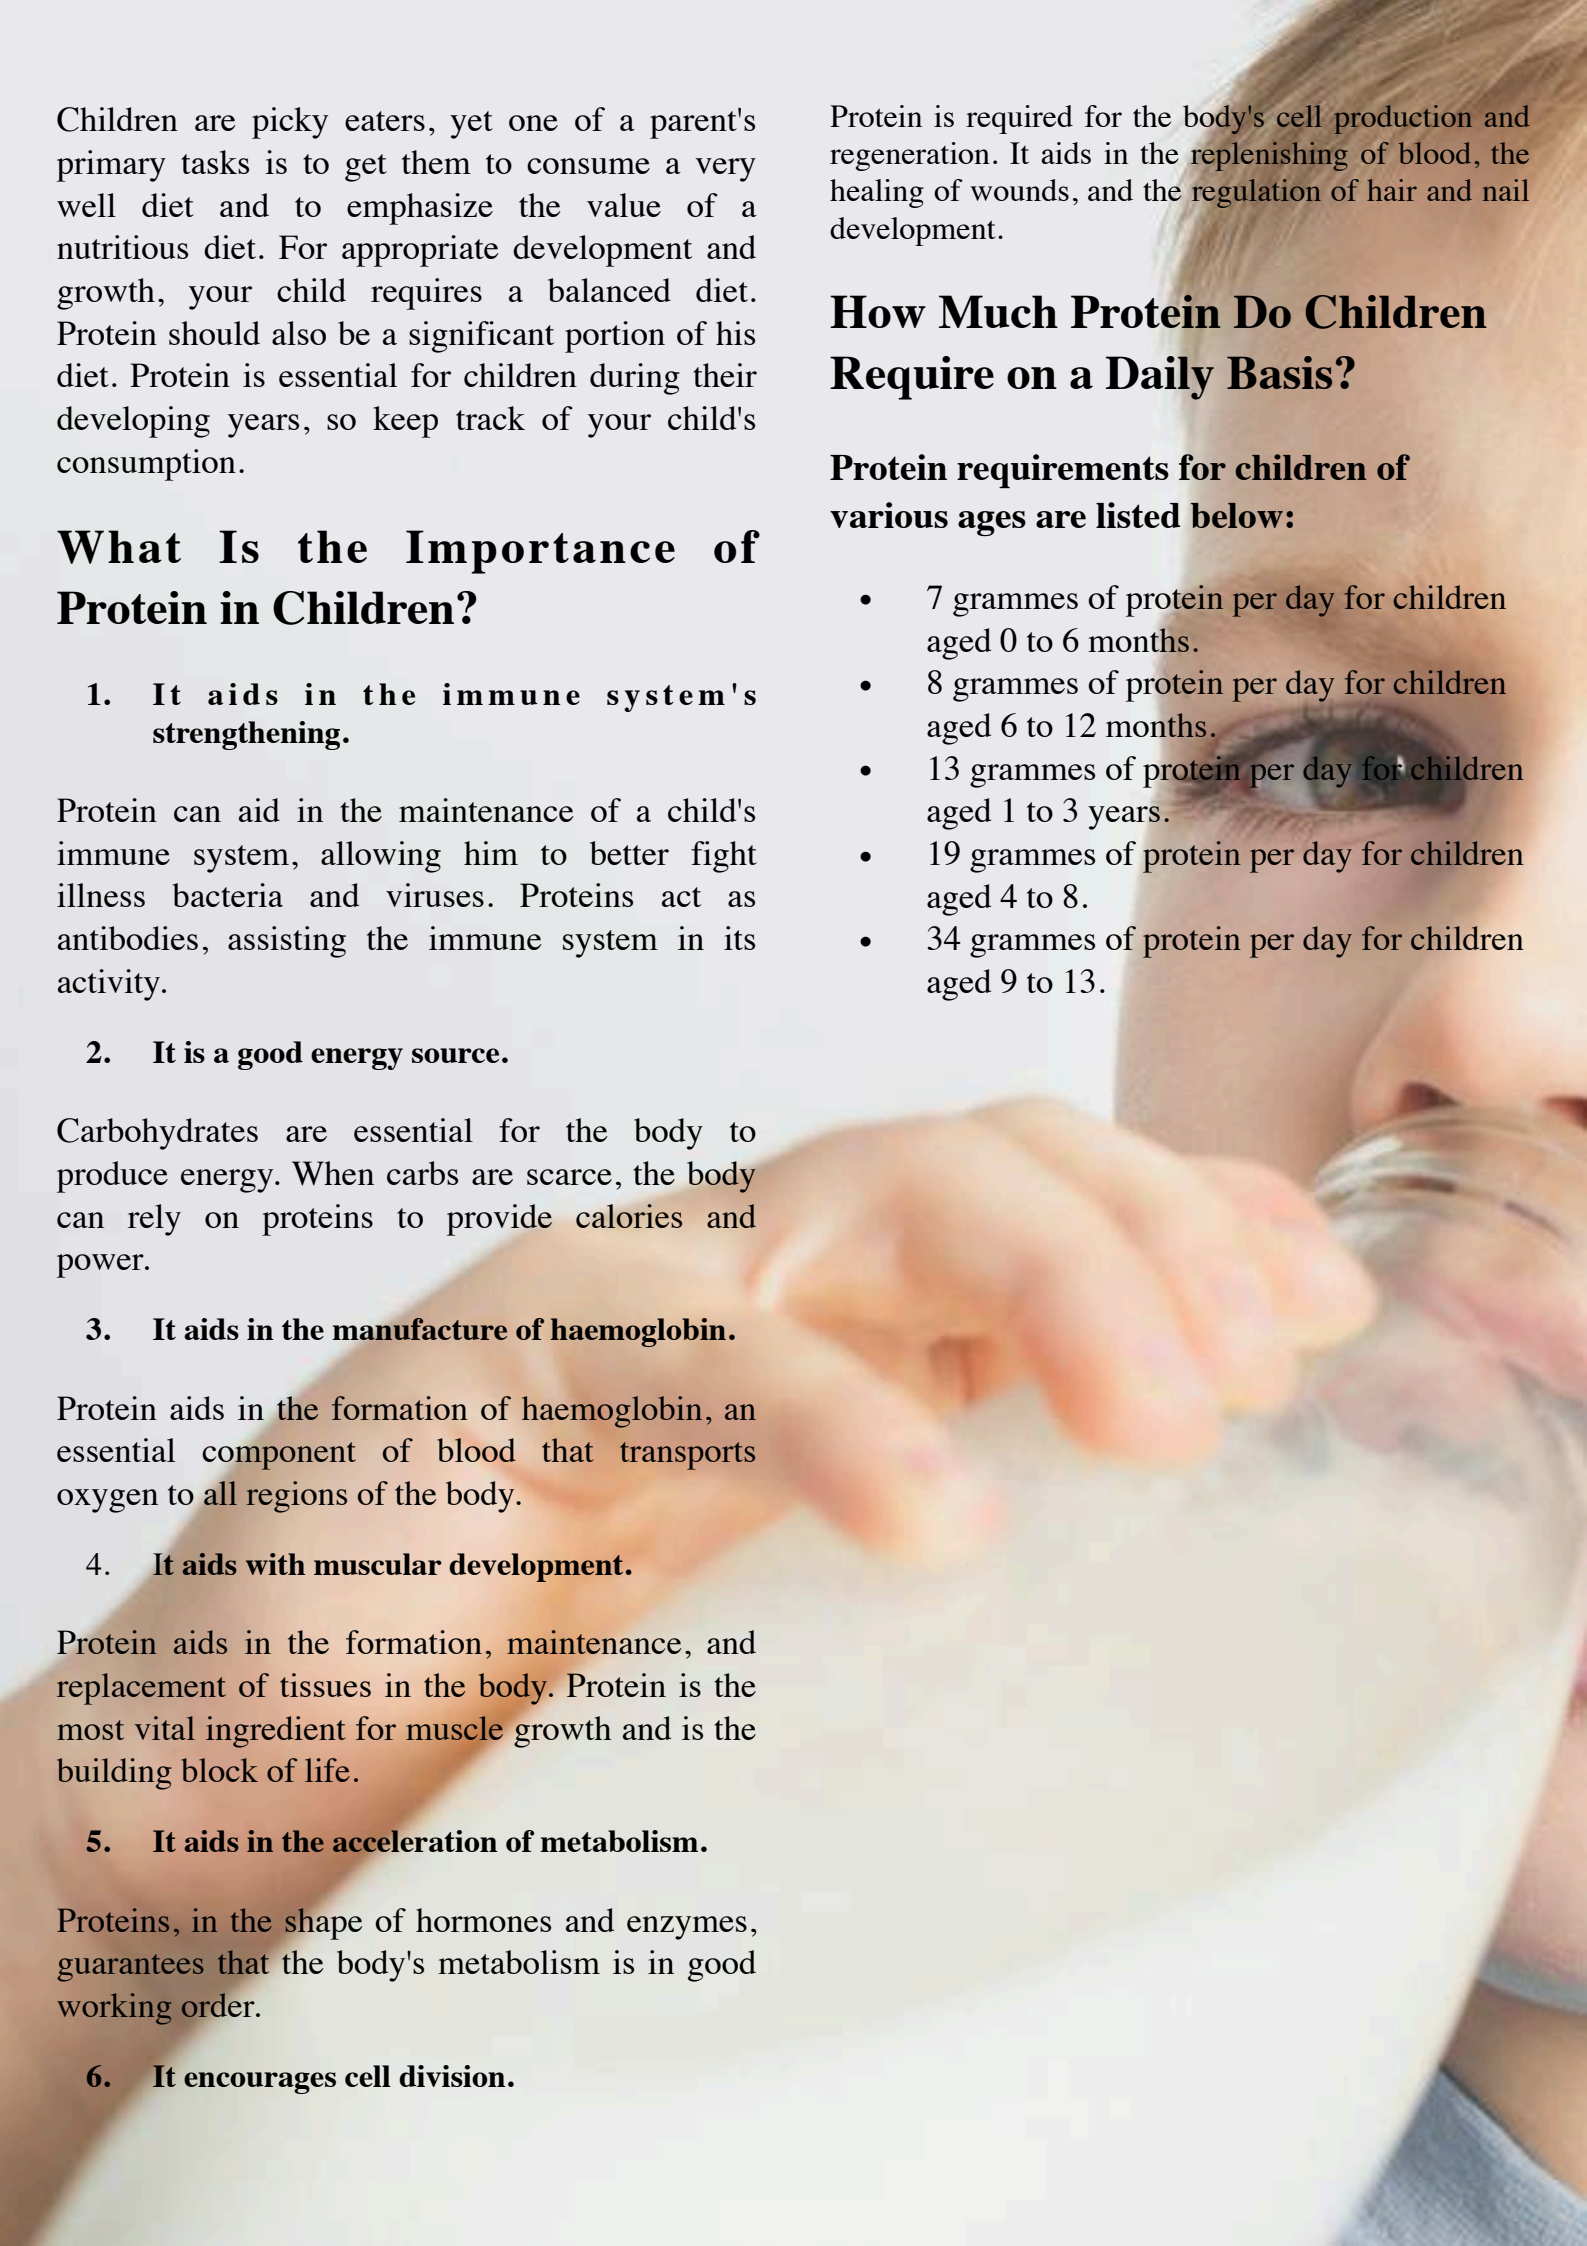 Children are picky eaters, yet one of a parent's
primary tasks is to get them to consume a very
well diet and to emphasize the value of a
nutritious diet. For appropriate development and
growth, your child requires a balanced diet.
Protein should also be a significant portion of his
diet. Protein is essential for children during their
developing years, so keep track of your child's
consumption.
What Is the Importance of
Protein in Children?
1. It aids in the immune system's
strengthening.
Protein can aid in the maintenance of a child's
immune system, allowing him to better fight
illness bacteria and viruses. Proteins act as
antibodies, assisting the immune system in its
activity.
2. It is a good energy source.
Carbohydrates are essential for the body to
produce energy. When carbs are scarce, the body
can rely on proteins to provide calories and
power.
3. It aids in the manufacture of haemoglobin.
Protein aids in the formation of haemoglobin, an
essential component of blood that transports
oxygen to all regions of the body.
4. It aids with muscular development.
Protein aids in the formation, maintenance, and
replacement of tissues in the body. Protein is the
most vital ingredient for muscle growth and is the
building block of life.
5. It aids in the acceleration of metabolism.
Proteins, in the shape of hormones and enzymes,
guarantees that the body's metabolism is in good
working order.
6. It encourages cell division.
Protein is required for the body's cell production and
regeneration. It aids in the replenishing of blood, the
healing of wounds, and the regulation of hair and nail
development.
How Much Protein Do Children
Require on a Daily Basis?
Protein requirements for children of
various ages are listed below:
• 7 grammes of protein per day for children
aged 0 to 6 months.
• 8 grammes of protein per day for children
aged 6 to 12 months.
• 13 grammes of protein per day for children
aged 1 to 3 years.
• 19 grammes of protein per day for children
aged 4 to 8.
• 34 grammes of protein per day for children
aged 9 to 13.